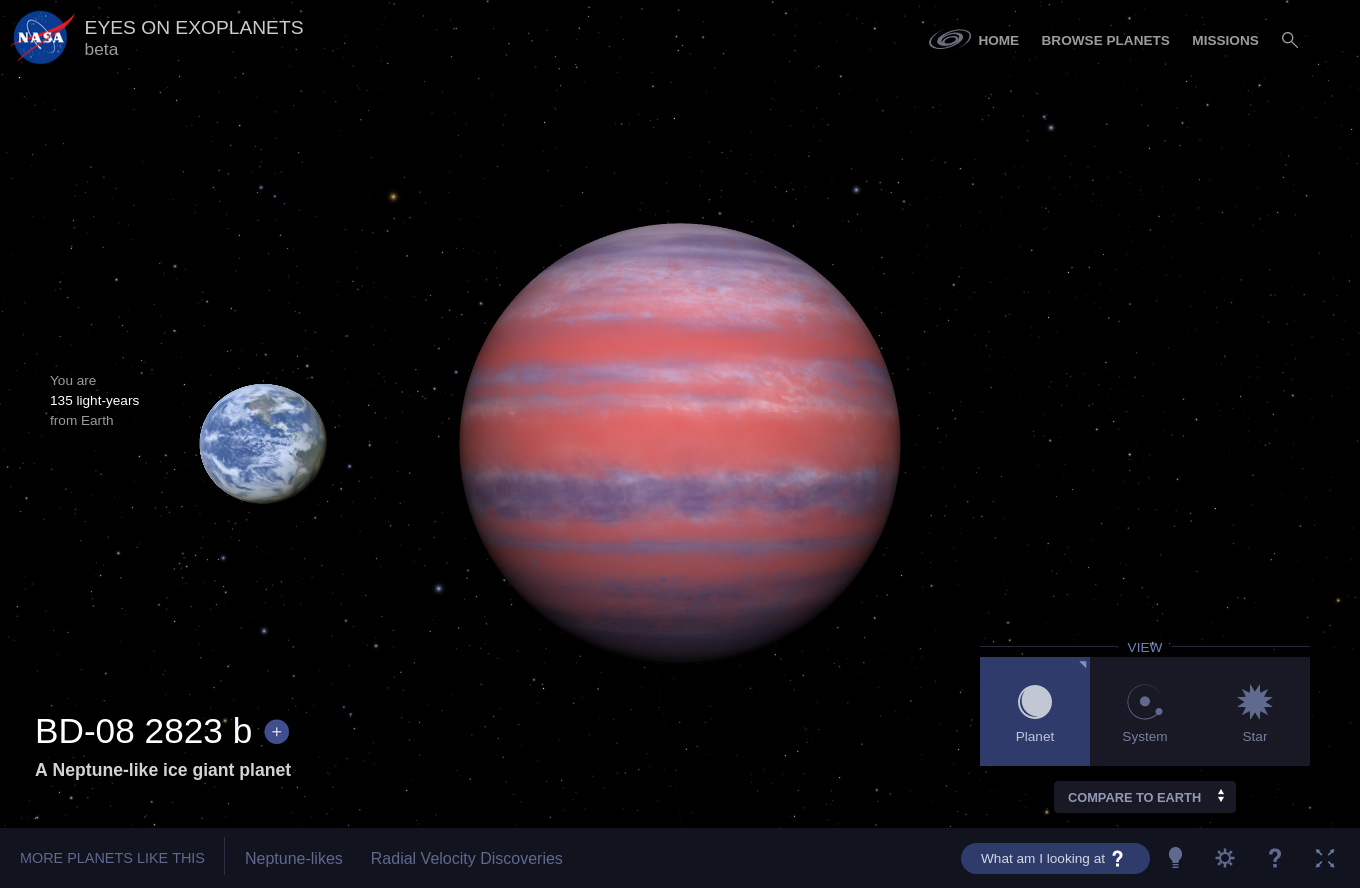 NASA
EYES ON EXOPLANETS
beta
HOME
BROWSE PLANETS
MISSIONS
You are
135 light-years
from Earth
VIEW
Planet
System
Star
BD-08 2823 b +
A Neptune-like ice giant planet
COMPARE TO EARTH
MORE PLANETS LIKE THIS
Neptune-likes
Radial Velocity Discoveries
What am I looking at ?
?